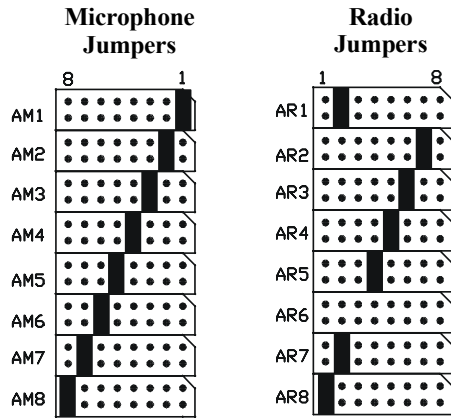 Microphone
Jumpers
8 1
AM1
AM2
AM3
AM4
AM5
AM6
AM7
AM8
Radio
Jumpers
1 8
AR1
AR2
AR3
AR4
AR5
AR6
AR7
AR8